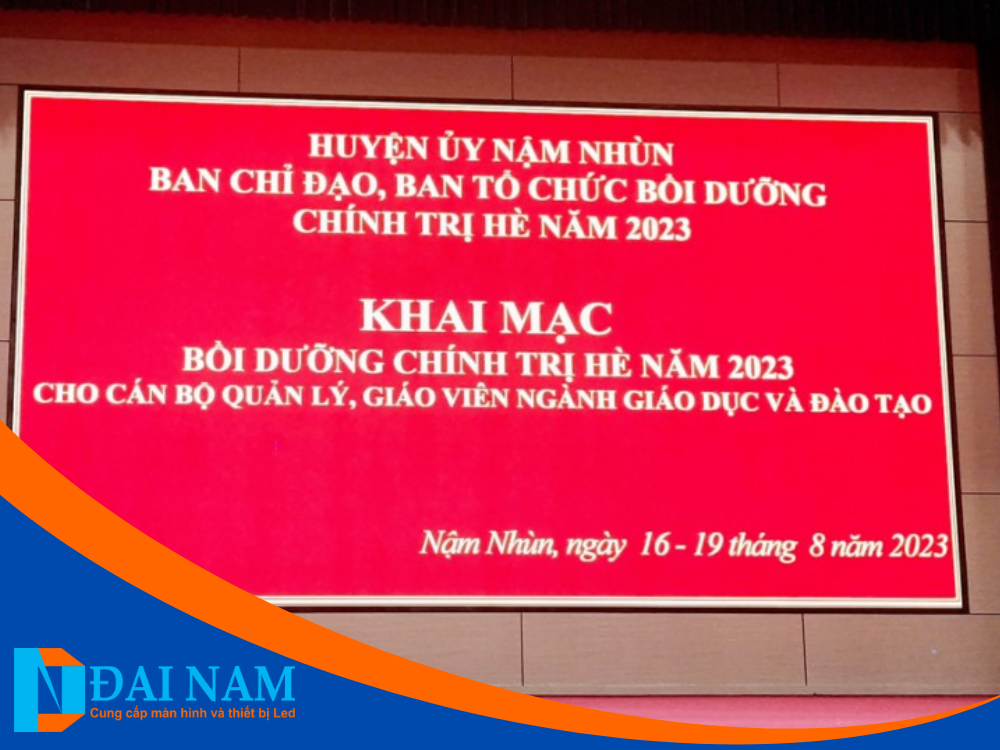 HUYỆN ỦY NẬM NHÙN
BAN CHỈ ĐẠO, BAN TỔ CHỨC BỒI DƯỠNG
CHÍNH TRỊ HÈ NĂM 2023
KHAI MẠC
BỒI DƯỠNG CHÍNH TRỊ HÈ NĂM 2023
CHO CÁN BỘ QUẢN LÝ, GIÁO VIÊN NGÀNH GIÁO DỤC VÀ ĐÀO TẠO
Nậm Nhùn, ngày 16 - 19 tháng 8 năm 2023
ĐẠI NAM
Cung cấp màn hình và thiết bị Led